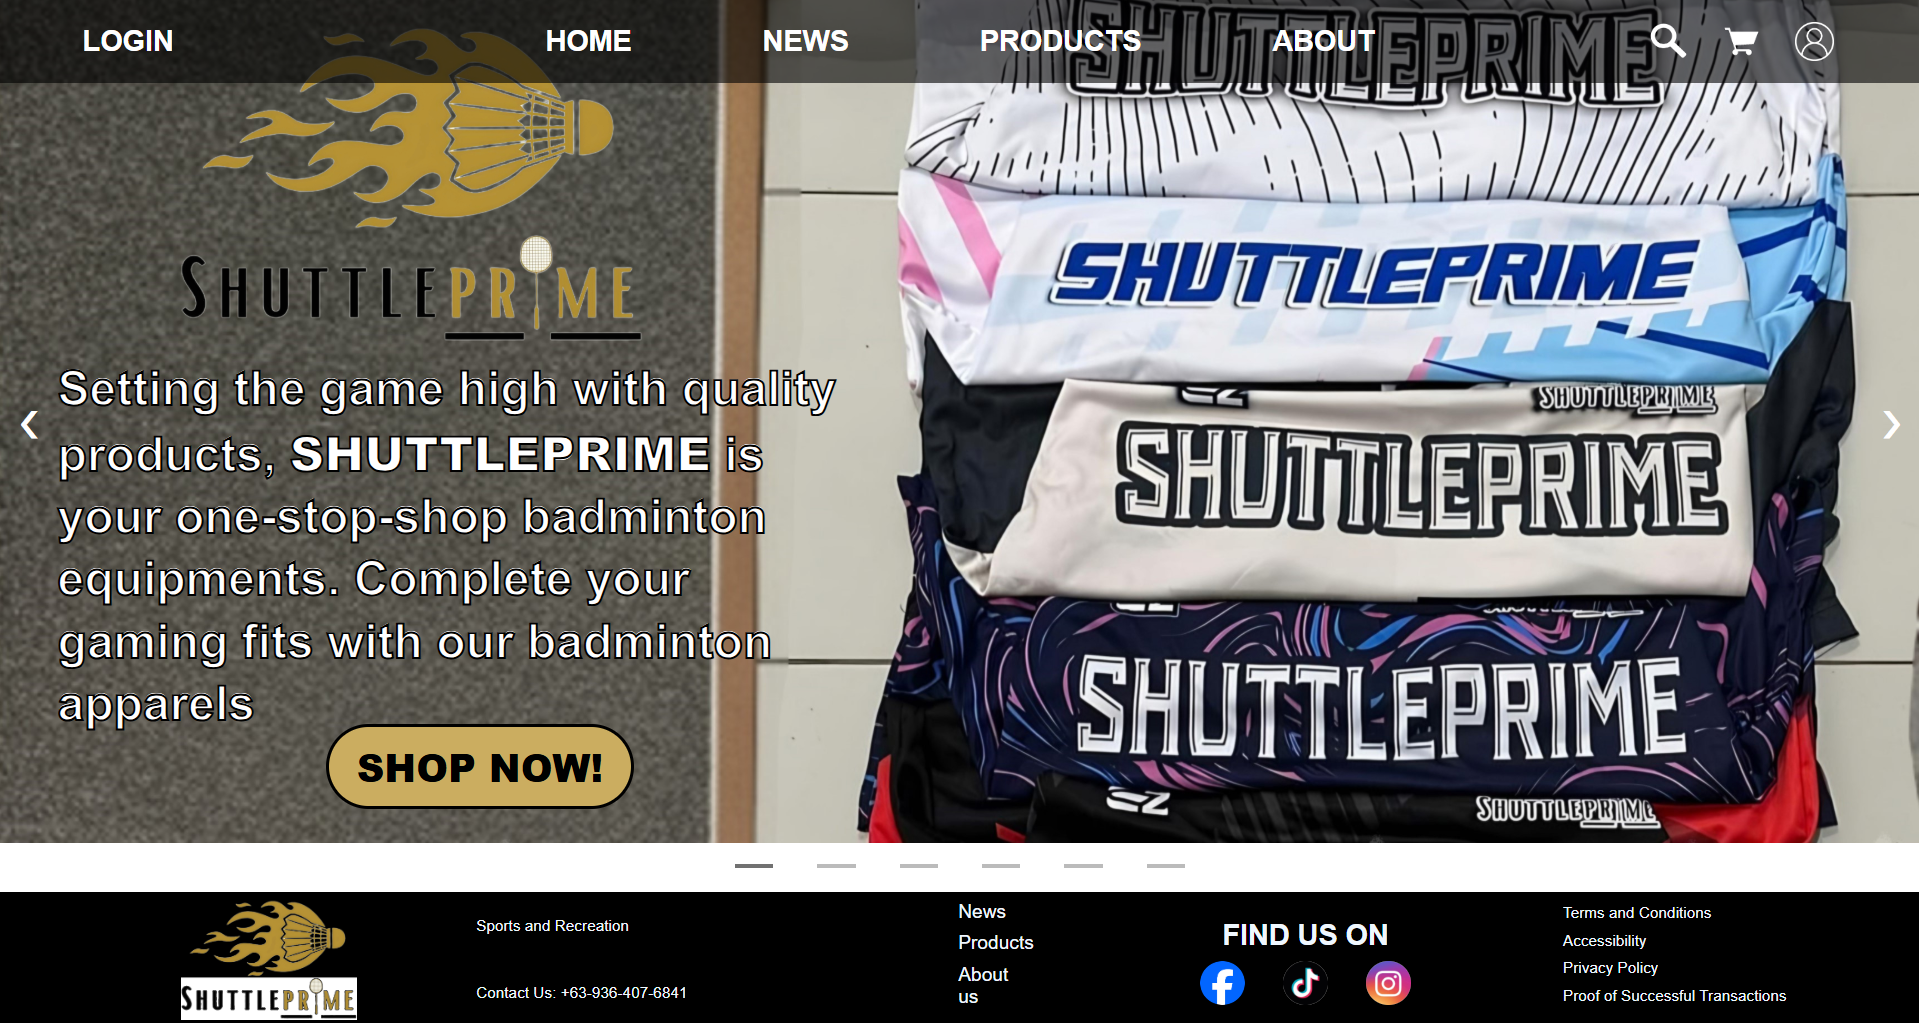 LOGIN HOME NEWS PRODUCTS ABOUT
SHUTTLEPRIME
SHUTTLEPRIME
SHUTTLEPRIME
Setting the game high with quality
products, SHUTTLEPRIME is
your one-stop-shop badminton
equipments. Complete your
gaming fits with our badminton
apparels
SHOP NOW!
SHUTTLEPRIME
SHUTTLEPRIME
SHUTTLEPRIME
SHUTTLEPRIME
SHUTTLEPRIME
Sports and Recreation
Contact Us: +63-936-407-6841
News
Products
About
us
FIND US ON
Terms and Conditions
Accessibility
Privacy Policy
Proof of Successful Transactions